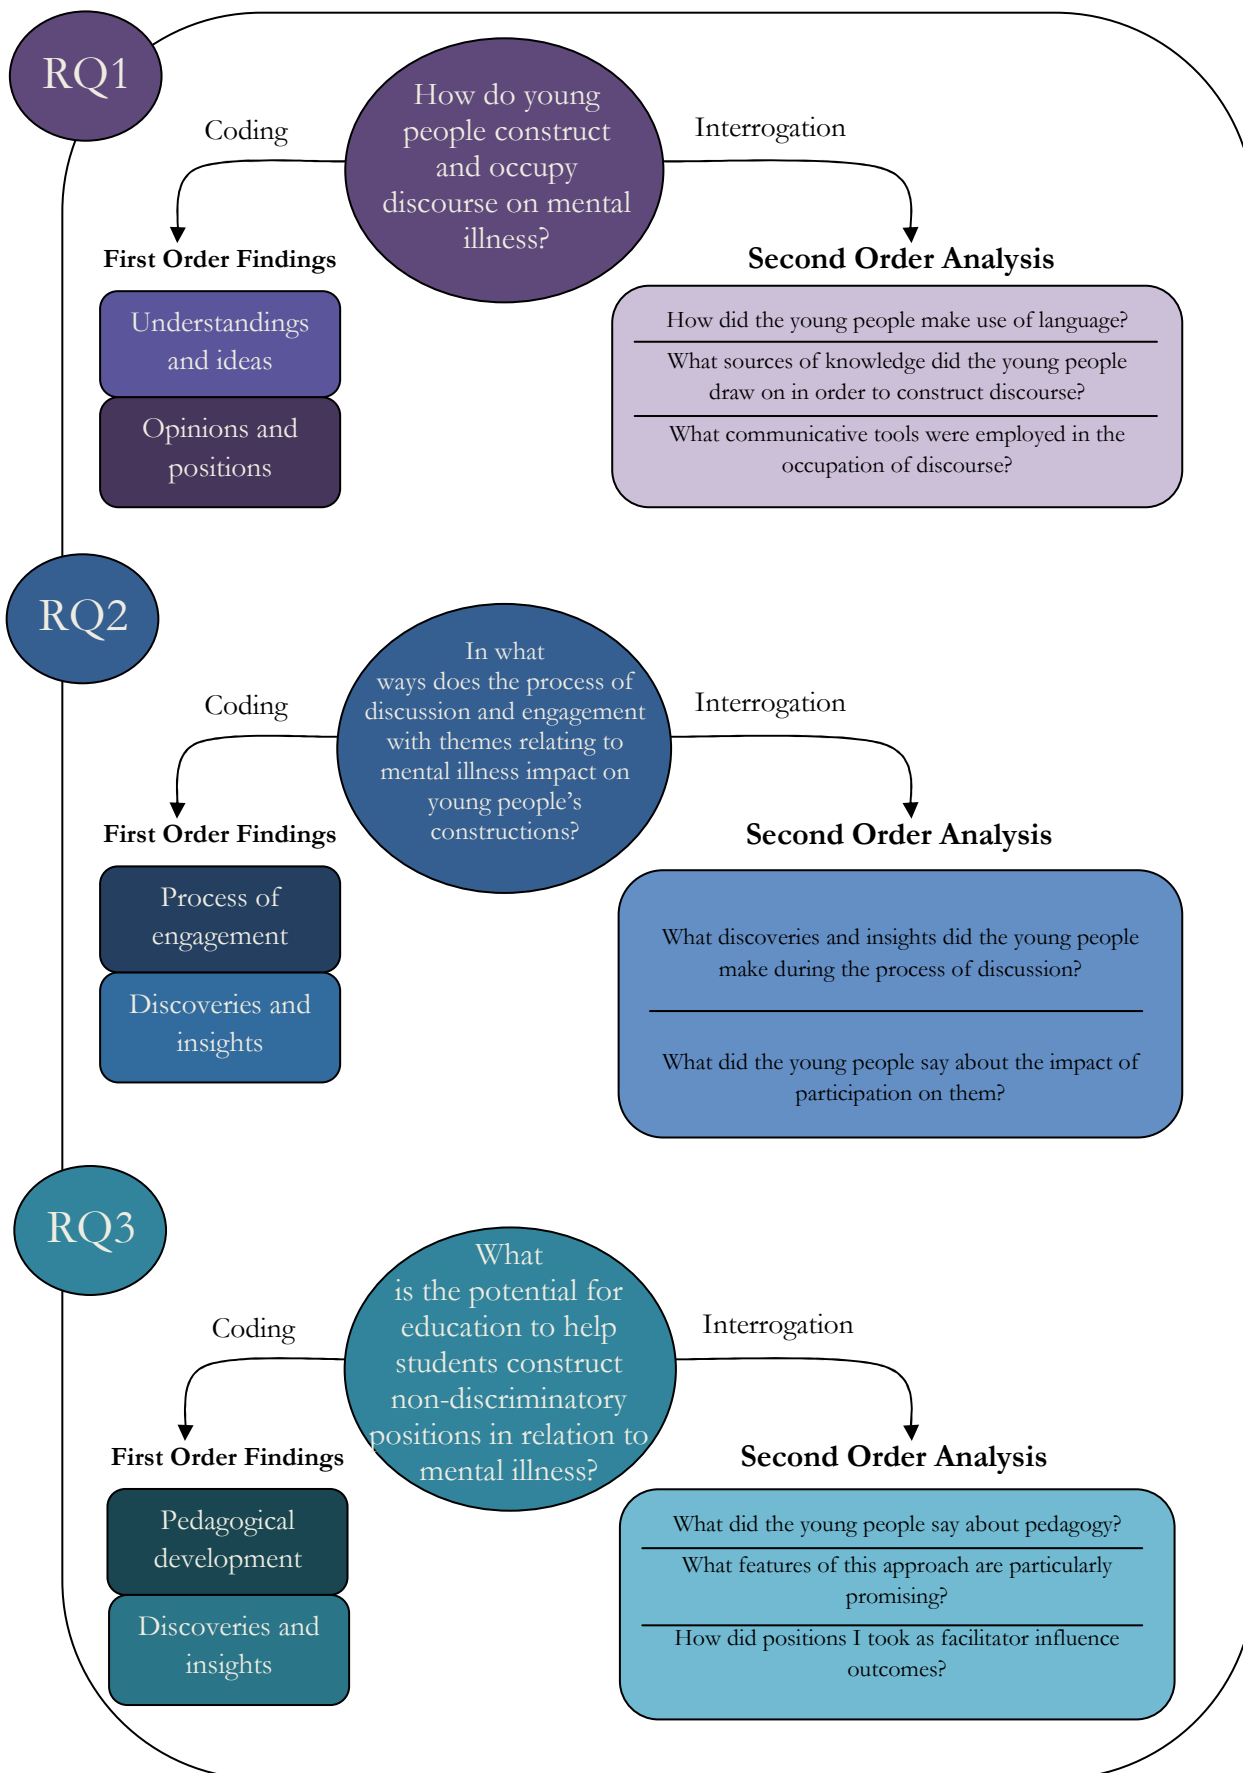 RQ1
How do young
people construct
and occupy
discourse on mental
illness?
Coding
Interrogation
First Order Findings
Understandings
and ideas
Opinions and
positions
Second Order Analysis
How did the young people make use of language?
What sources of knowledge did the young people
draw on in order to construct discourse?
What communicative tools were employed in the
occupation of discourse?
RQ2
In what
ways does the process of
discussion and engagement
with themes relating to
mental illness impact on
young people's
constructions?
Coding
Interrogation
First Order Findings
Process of
engagement
Discoveries and
insights
Second Order Analysis
What discoveries and insights did the young people
make during the process of discussion?
What did the young people say about the impact of
participation on them?
RQ3
What
is the potential for
education to help
students construct
non-discriminatory
positions in relation to
mental illness?
Coding
Interrogation
First Order Findings
Pedagogical
development
Discoveries and
insights
Second Order Analysis
What did the young people say about pedagogy?
What features of this approach are particularly
promising?
How did positions I took as facilitator influence
outcomes?